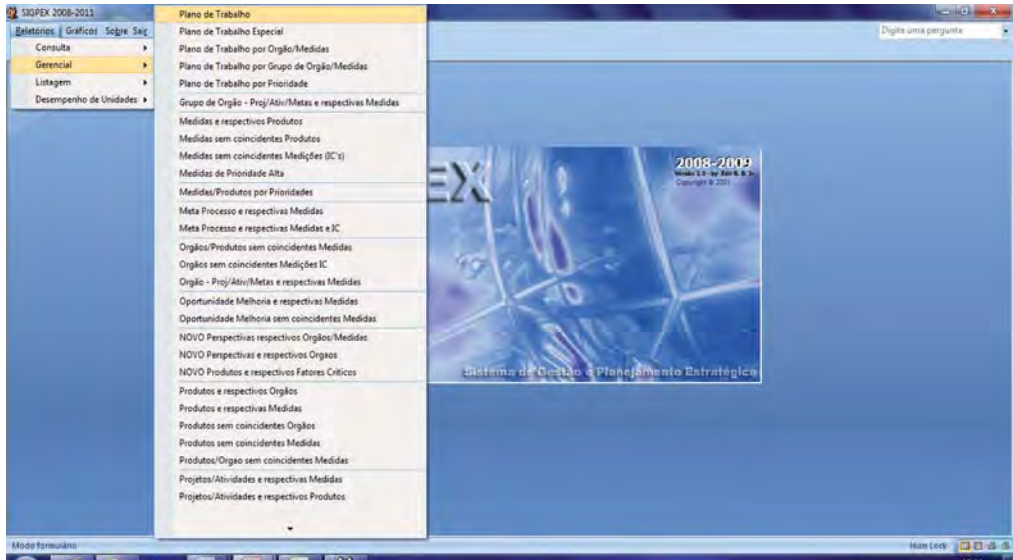 SIGPEX 2008-2011
Relatórios Gráficos Sobre Sair
Digite uma pergunta
Consulta
Gerencial
Listagem
Desempenho de Unidades
Plano de Trabalho
Plano de Trabalho Especial
Plano de Trabalho por Orgão/Medidas
Plano de Trabalho por Grupo de Orgão/Medidas
Plano de Trabalho por Prioridade
Grupo de Orgão - Proj/Ativ/Metas e respectivas Medidas
Medidas e respectivos Produtos
Medidas sem coincidentes Produtos
Medidas sem coincidentes Medições (IC's)
Medidas de Prioridade Alta
Medidas/Produtos por Prioridades
Meta Processo e respectivas Medidas
Meta Processo e respectivas Medidas e IC
Orgãos/Produtos sem coincidentes Medidas
Orgãos sem coincidentes Medições IC
Orgão - Proj/Ativ/Metas e respectivas Medidas
Oportunidade Melhoria e respectivas Medidas
Oportunidade Melhoria sem coincidentes Medidas
NOVO Perspectivas respectivos Orgãos/Medidas
NOVO Perspectivas e respectivos Orgaos
NOVO Produtos e respectivos Fatores Críticos
Produtos e respectivos Orgãos
Produtos e respectivas Medidas
Produtos sem coincidentes Orgãos
Produtos sem coincidentes Medidas
Produtos/Orgao sem coincidentes Medidas
Projetos/Atividades e respectivas Medidas
Projetos/Atividades e respectivos Produtos
EX
2008-2009
Copyright © 2001
Sistema de Gestão e Planejamento Estratégico
Modo formulário
Num Lock